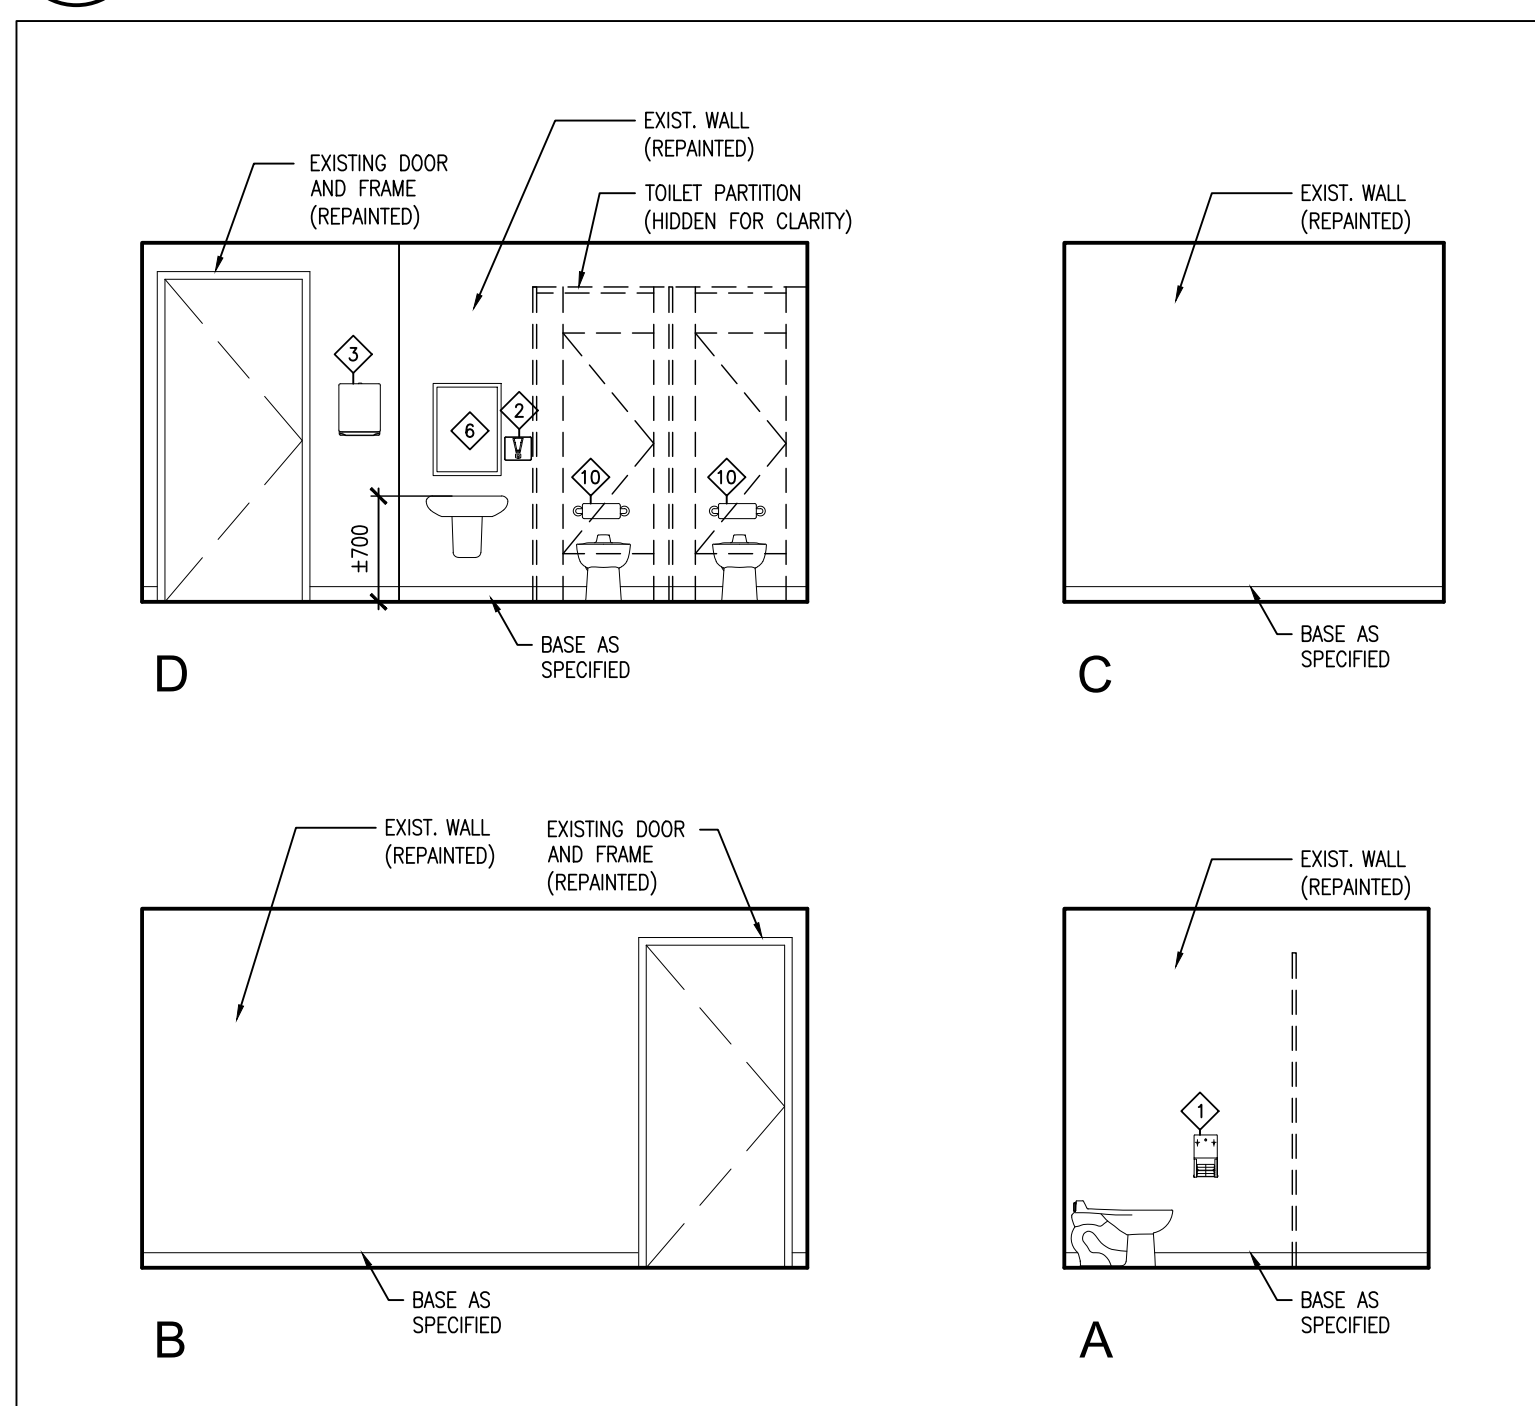 EXIST. WALL
(REPAINTED)
EXISTING DOOR
AND FRAME
(REPAINTED)
TOILET PARTITION
(HIDDEN FOR CLARITY)
3
6
2
10
10
±700
BASE AS
SPECIFIED
D
EXIST. WALL
(REPAINTED)
BASE AS
SPECIFIED
C
EXIST. WALL
(REPAINTED)
EXISTING DOOR
AND FRAME
(REPAINTED)
BASE AS
SPECIFIED
B
EXIST. WALL
(REPAINTED)
1
BASE AS
SPECIFIED
A